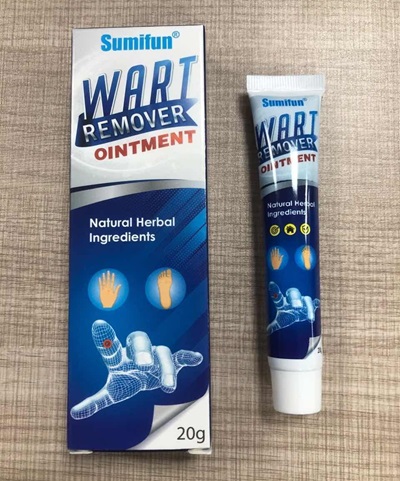 Sumifun®
WART
REMOVER
OINTMENT
Natural Herbal
Ingredients
20g
Sumifun®
WART
REMOVER
OINTMENT
Natural Herbal
Ingredients